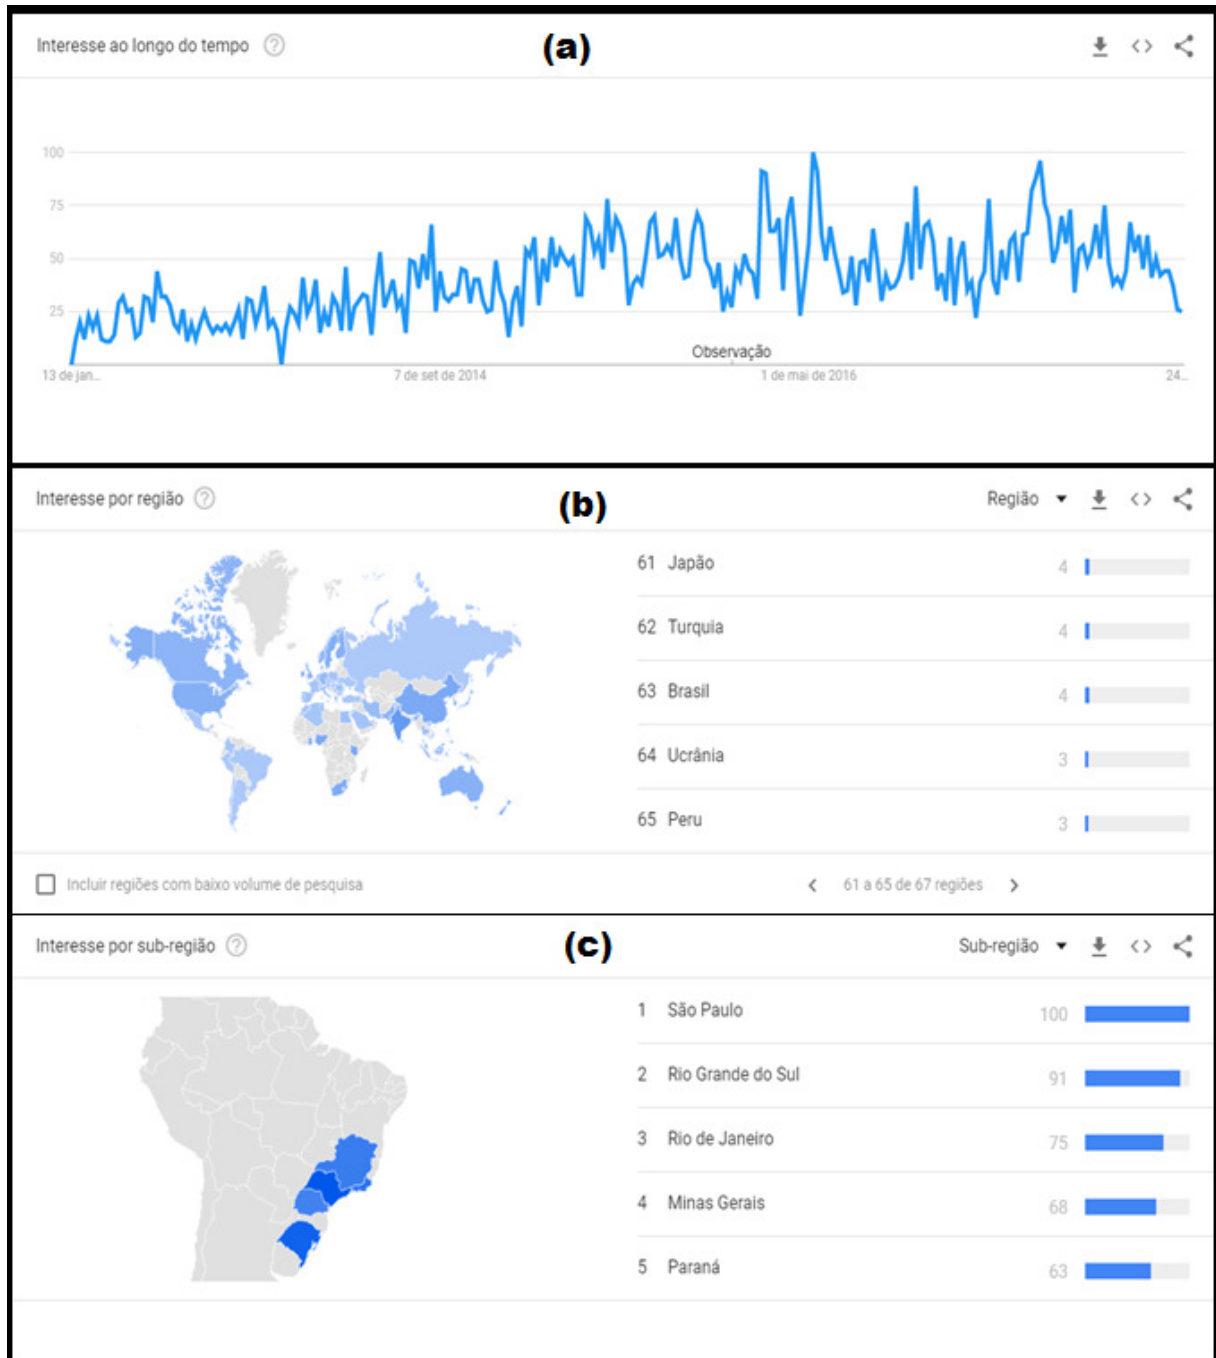 Interesse ao longo do tempo ?
(a)
100
75
50
25
Observação
13 de jan...
7 de set de 2014
1 de mai de 2016
24...
Interesse por região ?
(b)
Região
61 Japão 4
62 Turquia 4
63 Brasil 4
64 Ucrânia 3
65 Peru 3
Incluir regiões com baixo volume de pesquisa
61 a 65 de 67 regiões
Interesse por sub-região ?
(c)
Sub-região
1 São Paulo 100
2 Rio Grande do Sul 91
3 Rio de Janeiro 75
4 Minas Gerais 68
5 Paraná 63